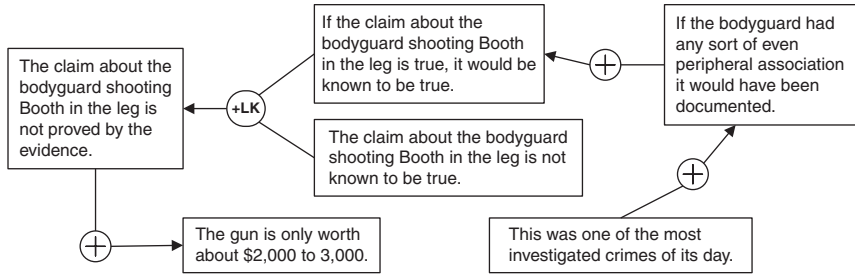 The claim about the
bodyguard shooting
Booth in the leg is
not proved by the
evidence.
+LK
If the claim about the
bodyguard shooting Booth
in the leg is true, it would be
known to be true.
The claim about the bodyguard
shooting Booth in the leg is not
known to be true.
+
If the bodyguard had
any sort of even
peripheral association
it would have been
documented.
+
This was one of the most
investigated crimes of its day.
+
The gun is only worth
about $2,000 to 3,000.